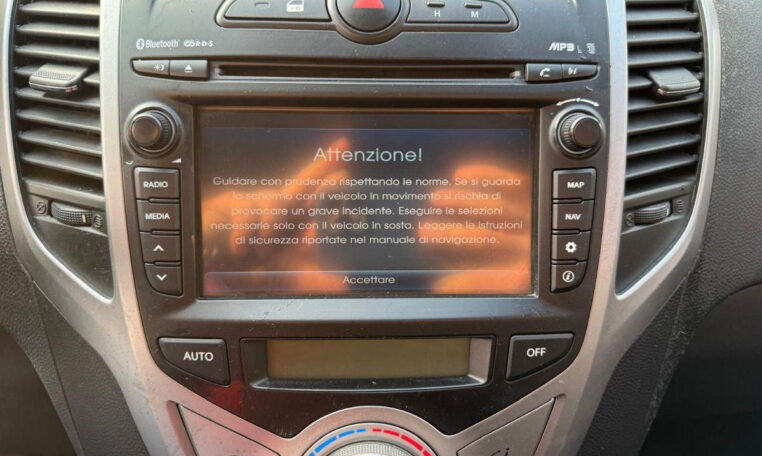 H M
Bluetooth R·D·S MP3
RADIO
MEDIA
MAP
NAV
Attenzione!
Guidare con prudenza rispettando le norme. Se si guarda
lo schermo con il veicolo in movimento si rischia di
provocare un grave incidente. Eseguire le selezioni
necessarie solo con il veicolo in sosta. Leggere le istruzioni
di sicurezza riportate nel manuale di navigazione.
Accettare
AUTO
OFF